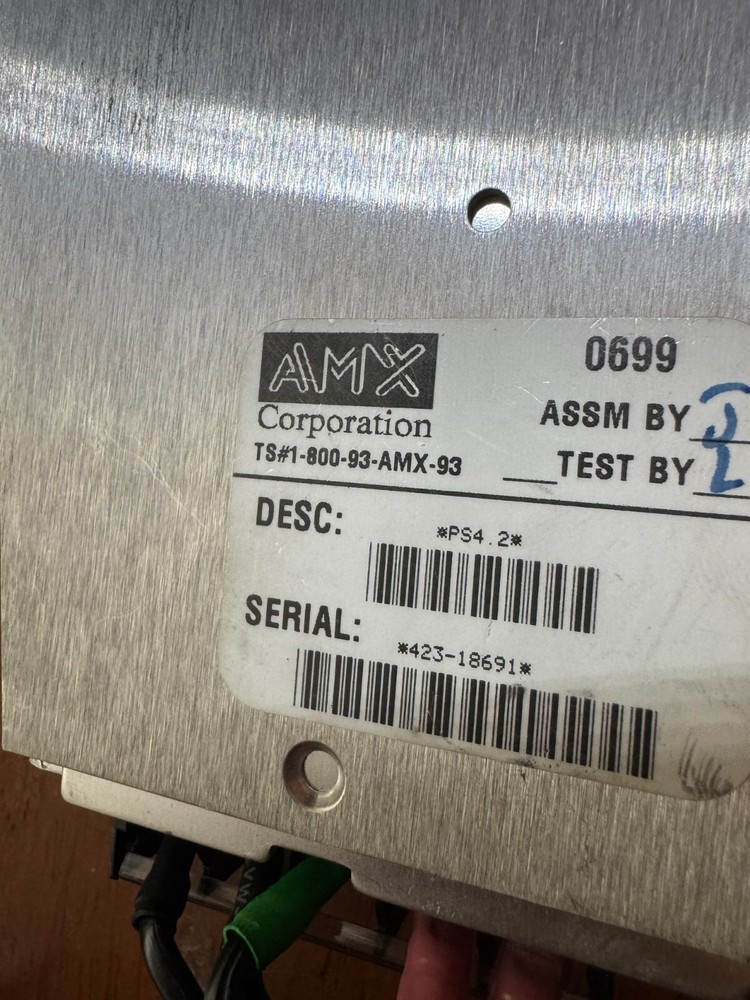 AMX
Corporation
TS#1-800-93-AMX-93
0699
ASSM BY
TEST BY
DESC:
*PS4.2*
SERIAL:
*423-18691*